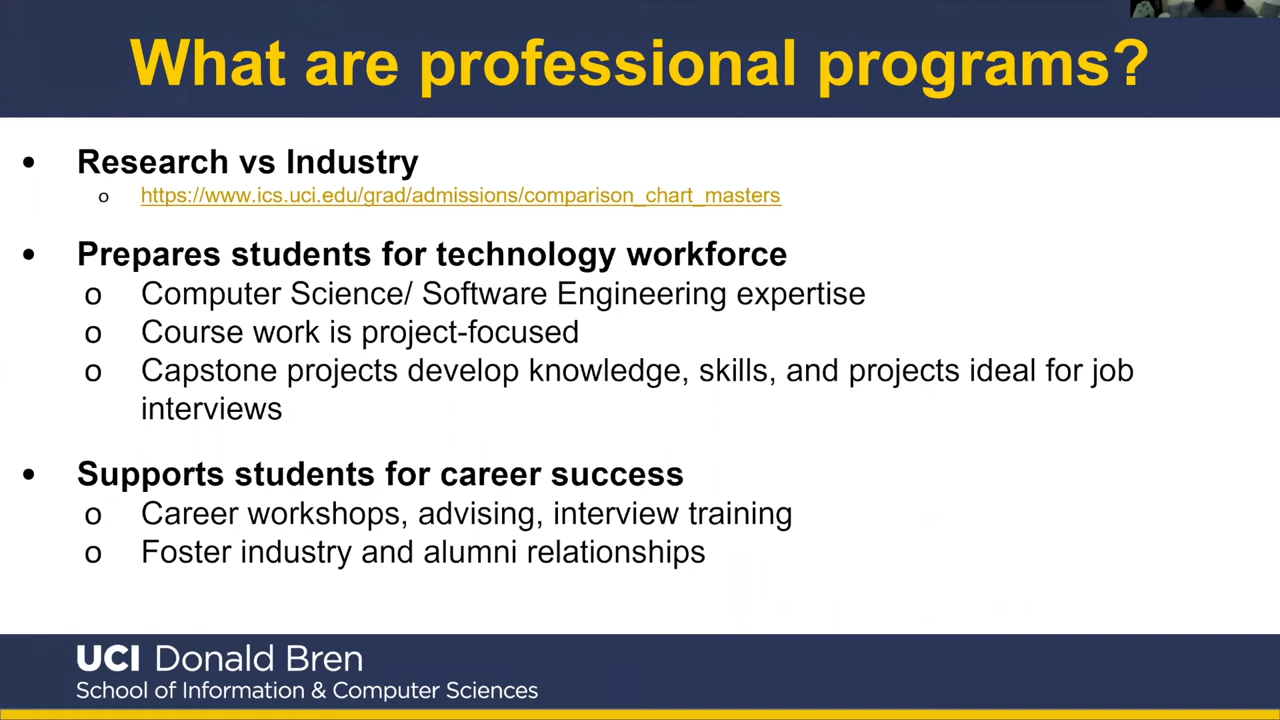 What are professional programs?
• Research vs Industry
o https://www.ics.uci.edu/grad/admissions/comparison_chart_masters
• Prepares students for technology workforce
o Computer Science/ Software Engineering expertise
o Course work is project-focused
o Capstone projects develop knowledge, skills, and projects ideal for job
interviews
• Supports students for career success
o Career workshops, advising, interview training
o Foster industry and alumni relationships
UCI Donald Bren
School of Information & Computer Sciences